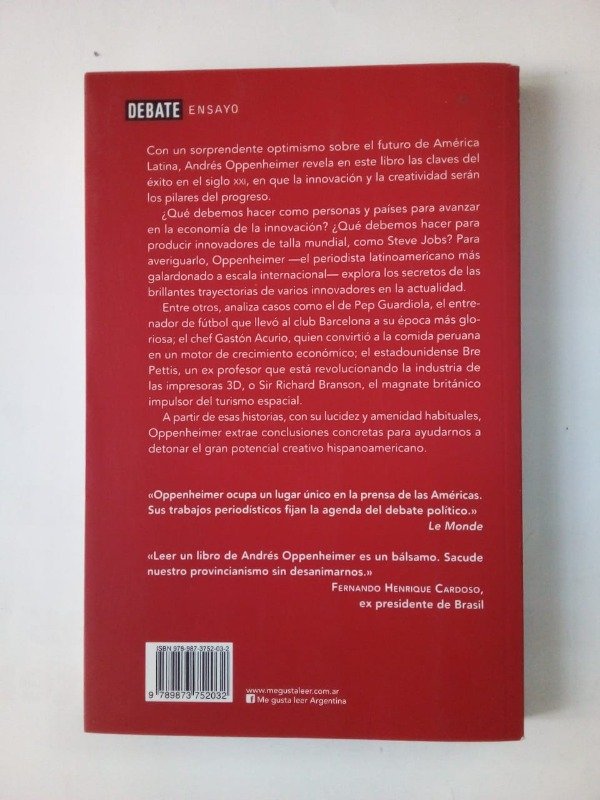 DEBATE ENSAYO
Con un sorprendente optimismo sobre el futuro de América
Latina, Andrés Oppenheimer revela en este libro las claves del
éxito en el siglo XXI, en que la innovación y la creatividad serán
los pilares del progreso.
¿Qué debemos hacer como personas y países para avanzar
en la economía de la innovación? ¿Qué debemos hacer para
producir innovadores de talla mundial, como Steve Jobs? Para
averiguarlo, Oppenheimer —el periodista latinoamericano más
galardonado a escala internacional— explora los secretos de las
brillantes trayectorias de varios innovadores en la actualidad.
Entre otros, analiza casos como el de Pep Guardiola, el entre-
nador de fútbol que llevó al club Barcelona a su época más glo-
riosa; el chef Gastón Acurio, quien convirtió a la comida peruana
en un motor de crecimiento económico; el estadounidense Bre
Pettis, un ex profesor que está revolucionando la industria de
las impresoras 3D, o Sir Richard Branson, el magnate británico
impulsor del turismo espacial.
A partir de esas historias, con su lucidez y amenidad habituales,
Oppenheimer extrae conclusiones concretas para ayudarnos a
detonar el gran potencial creativo hispanoamericano.
«Oppenheimer ocupa un lugar único en la prensa de las Américas.
Sus trabajos periodísticos fijan la agenda del debate político.»
Le Monde
«Leer un libro de Andrés Oppenheimer es un bálsamo. Sacude
nuestro provincianismo sin desanimarnos.»
FERNANDO HENRIQUE CARDOSO,
ex presidente de Brasil
ISBN 978-987-3752-03-2
9 789873 752032
www.megustaleer.com.ar
f Me gusta leer Argentina